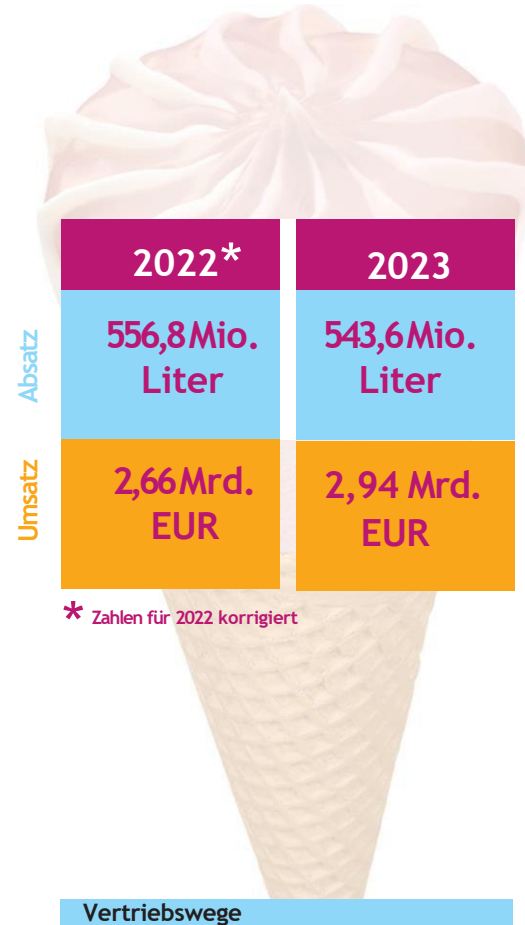 2022*
2023
Absatz
556,8 Mio.
Liter
543,6 Mio.
Liter
Umsatz
2,66 Mrd.
EUR
2,94 Mrd.
EUR
* Zahlen für 2022 korrigiert
Vertriebswege